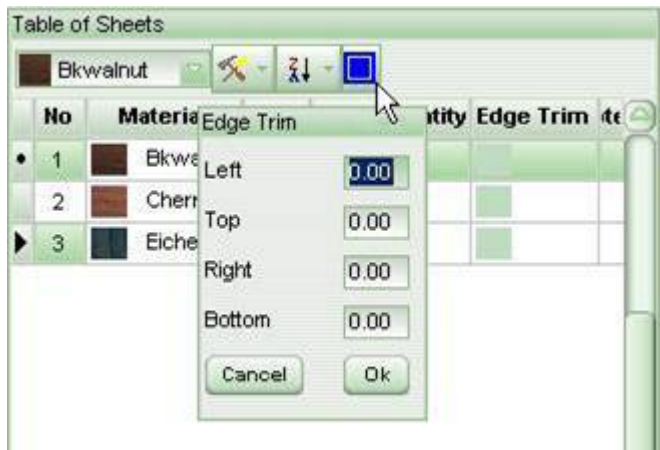 Table of Sheets
Bkwalnut
No Materia ntity Edge Trim
Edge Trim
1 Bkwa
Left 0.00
2 Cherr
Top 0.00
3 Eiche
Right 0.00
Bottom 0.00
Cancel Ok